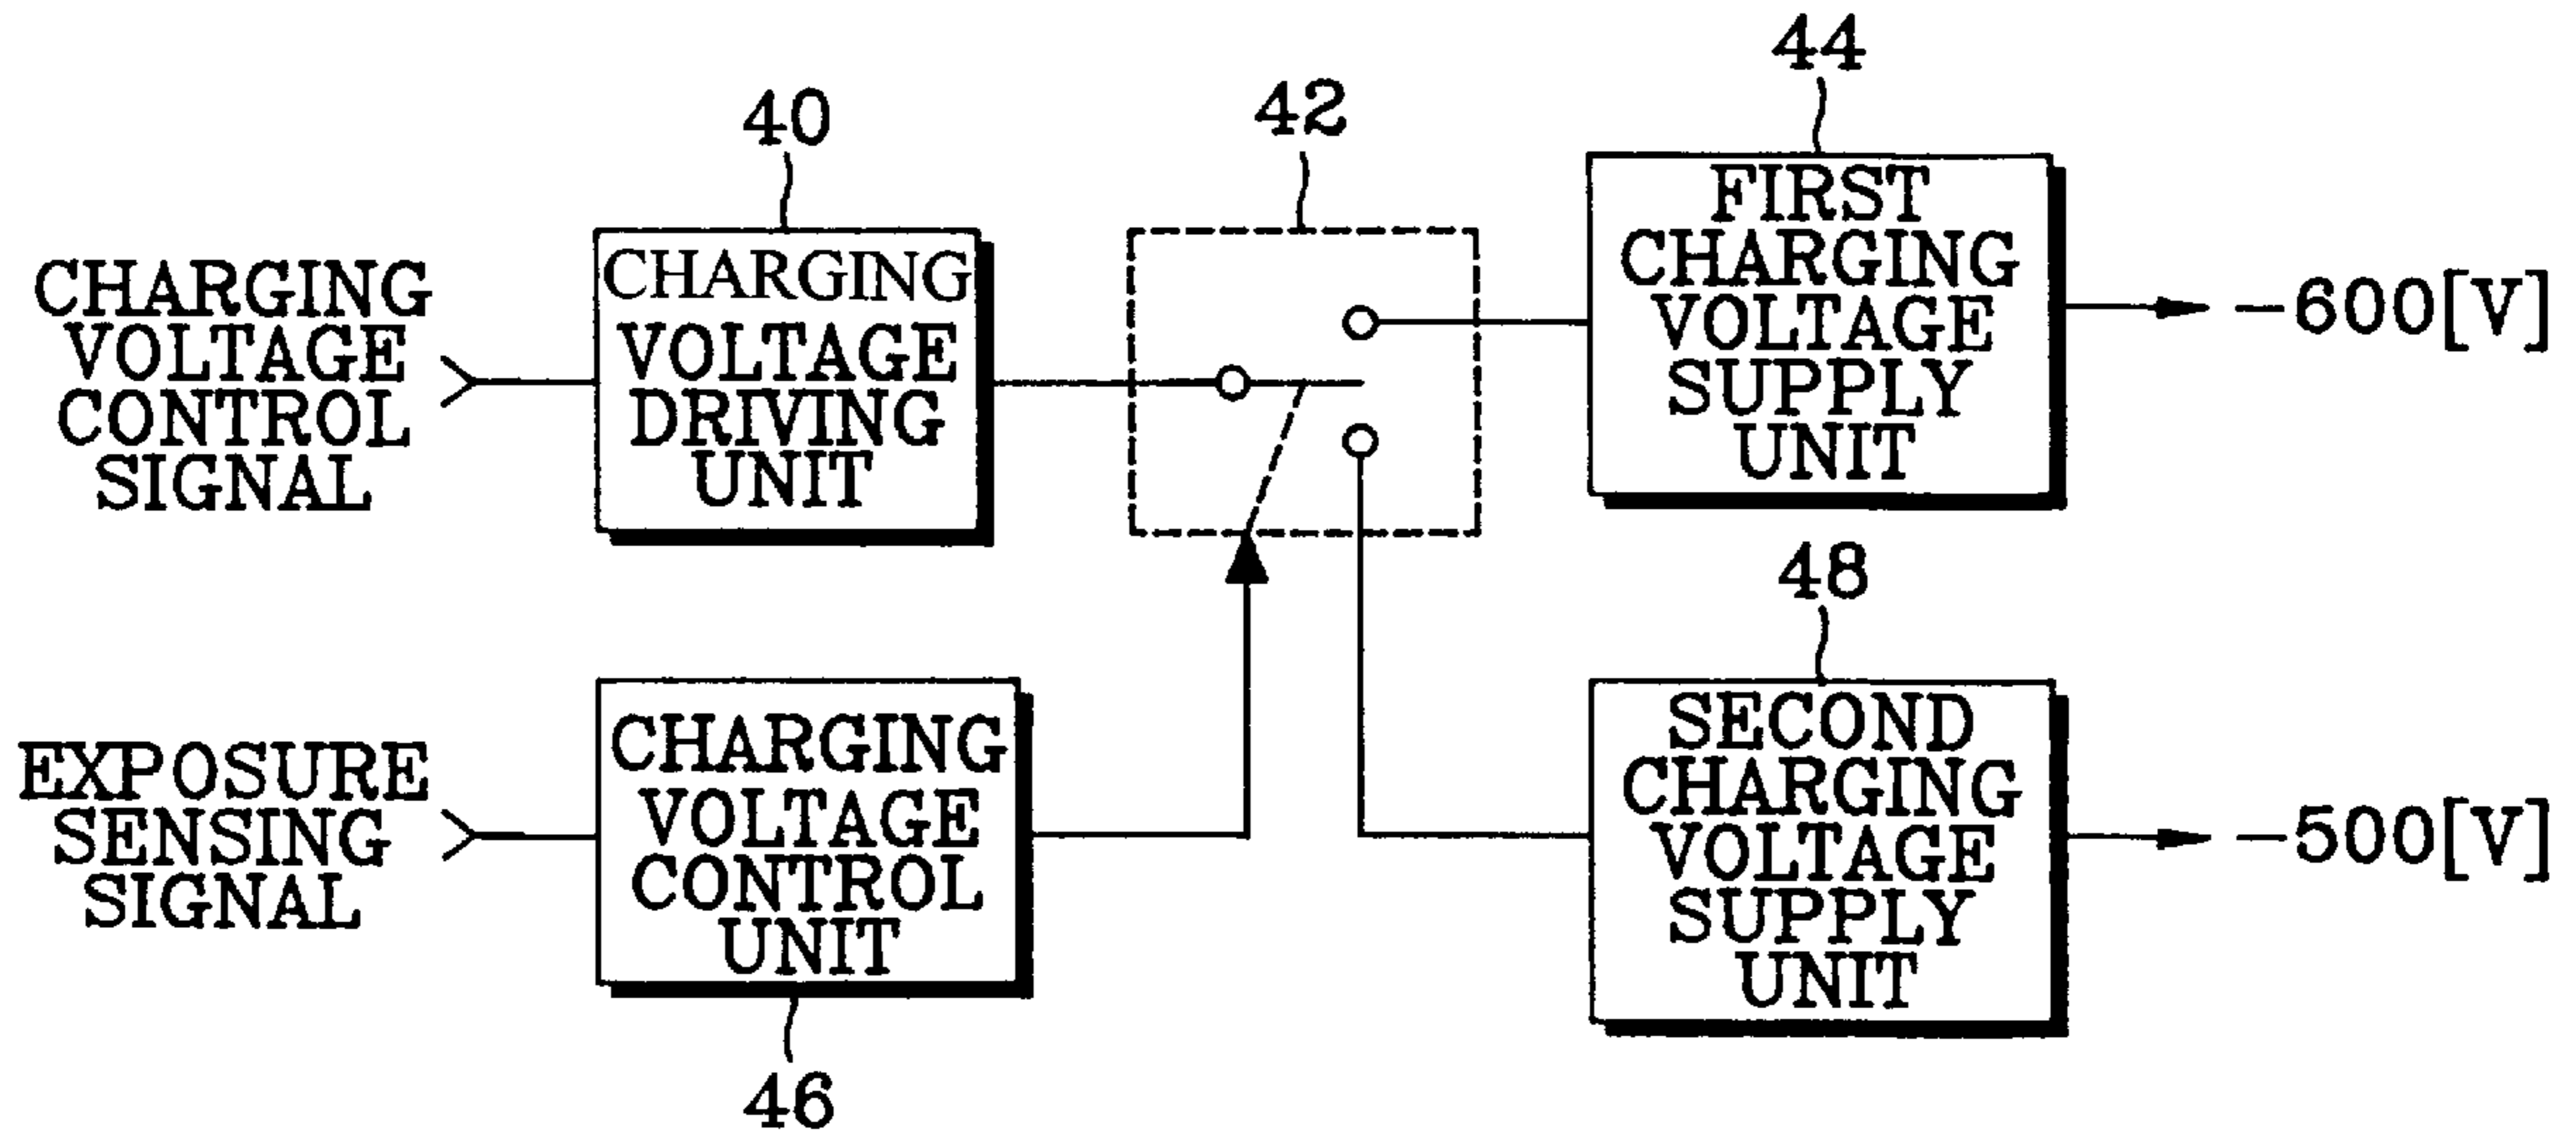 40
42
44
CHARGING
VOLTAGE
CONTROL
SIGNAL
CHARGING
VOLTAGE
DRIVING
UNIT
FIRST
CHARGING
VOLTAGE
SUPPLY
UNIT
-600[V]
EXPOSURE
SENSING
SIGNAL
CHARGING
VOLTAGE
CONTROL
UNIT
46
48
SECOND
CHARGING
VOLTAGE
SUPPLY
UNIT
-500[V]